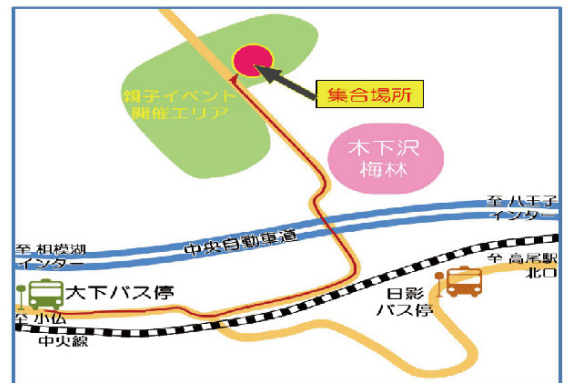 親子イベント
開催エリア
集合場所
木下沢
梅林
至 八王子
インター
中央自動車道
至 相模湖
インター
至 高尾駅
北口
大下バス停
日影
バス停
至 小仏
中央線